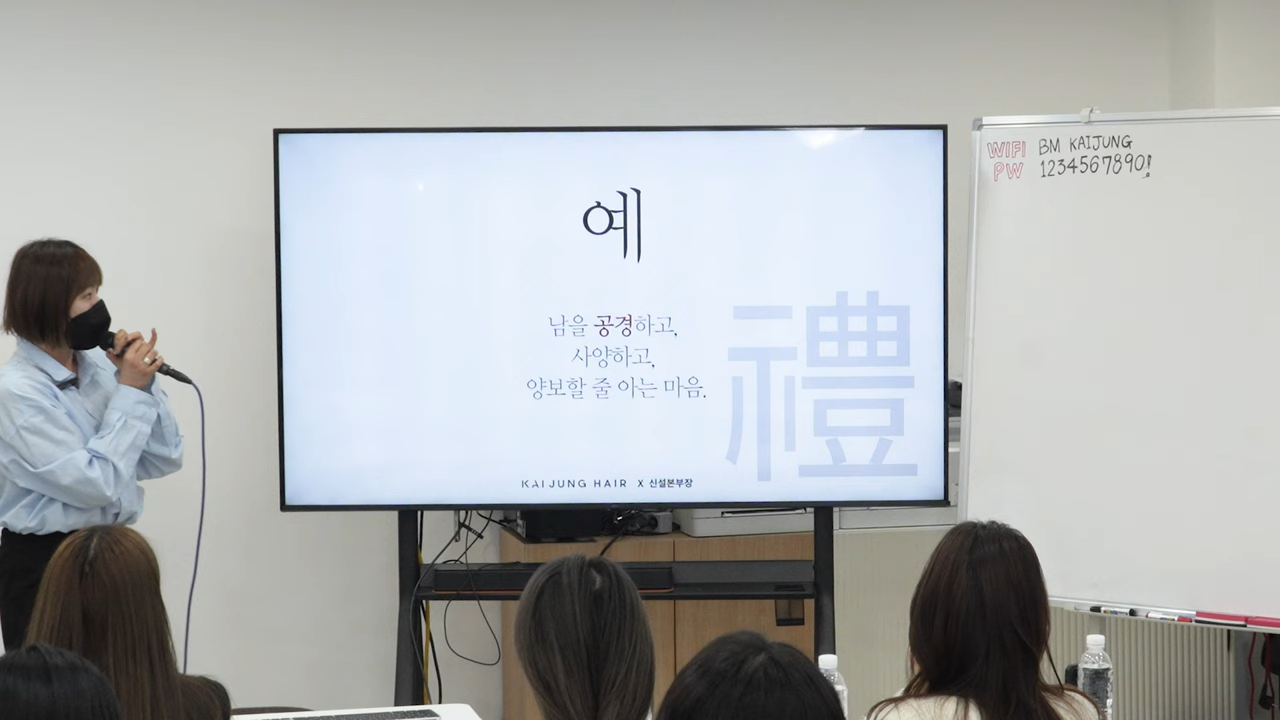 예
남을 공경하고,
사양하고,
양보할 줄 아는 마음.
禮
KAIJUNG HAIR X 신설본부장
WIFI BM KAIJUNG
PW 1234567890!